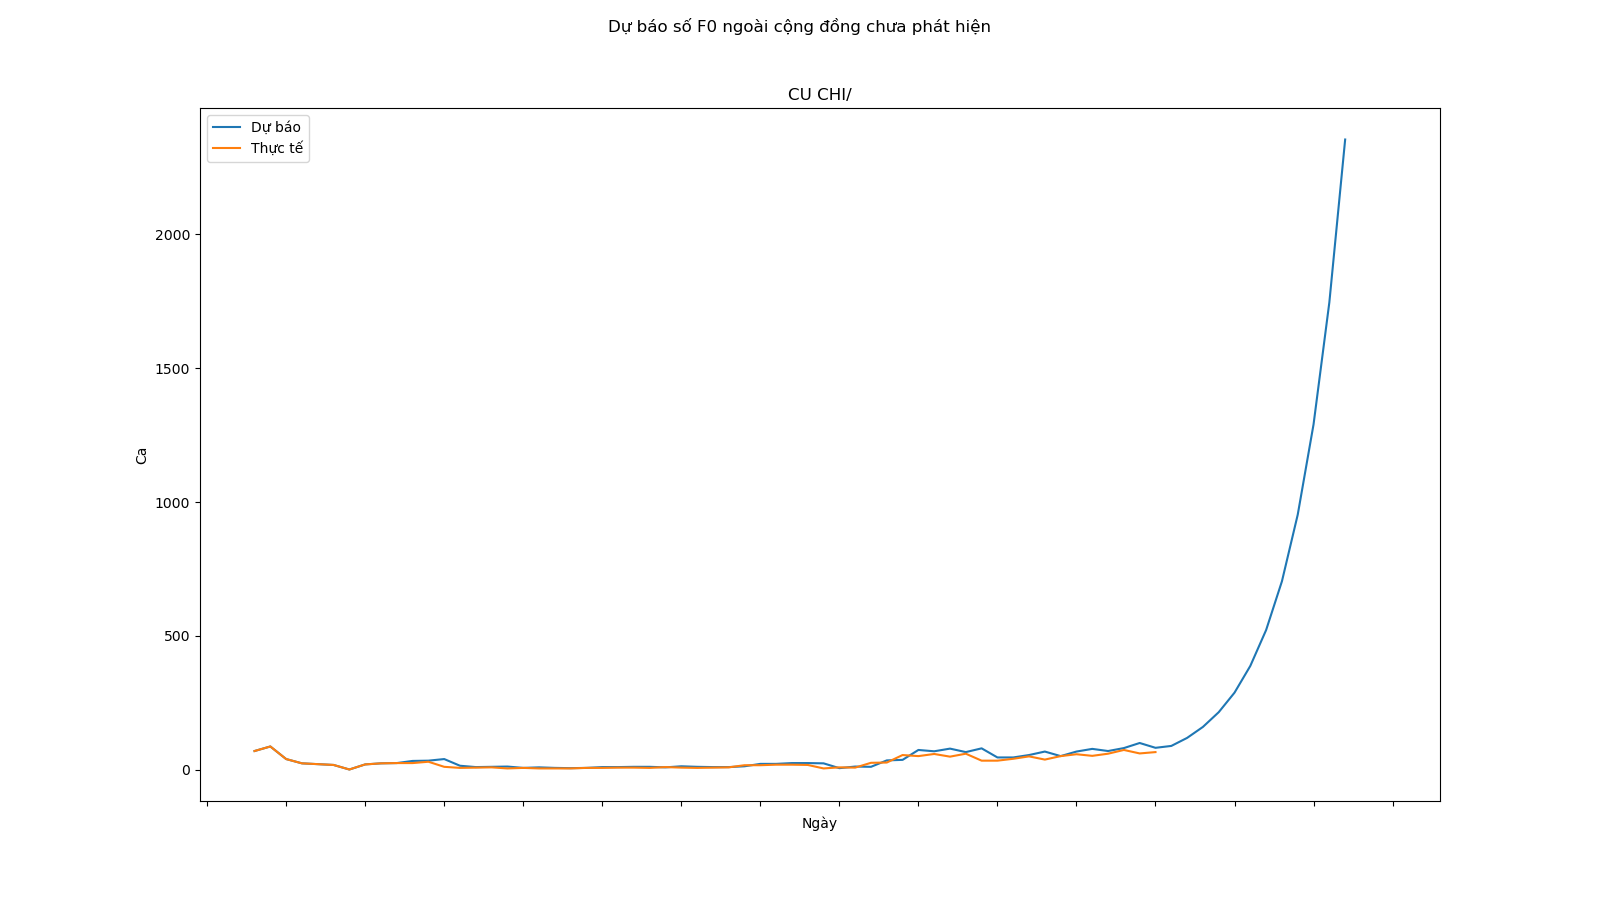 Dự báo số F0 ngoài cộng đồng chưa phát hiện
CU CHI/
Dự báo
Thực tế
2000
1500
1000
500
0
Ca
Ngày